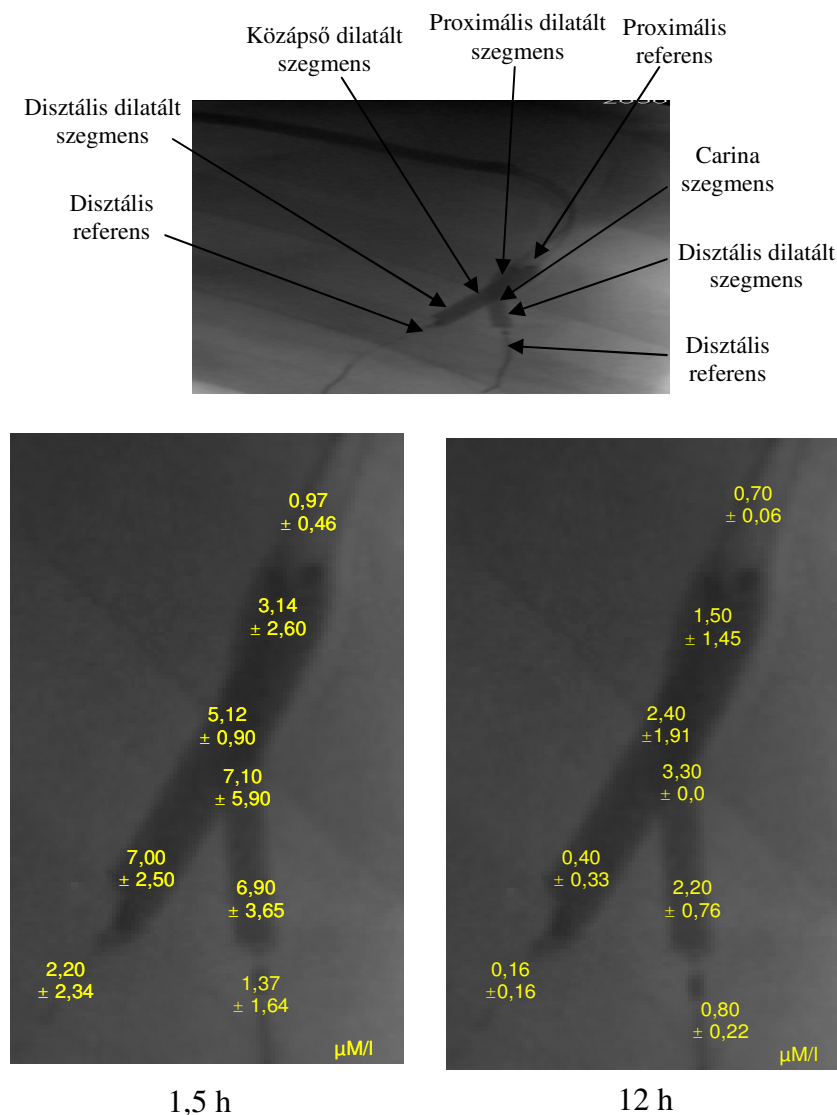 Középső dilatált
szegmens
Proximális dilatált
szegmens
Proximális
referens
Disztális dilatált
szegmens
Carina
szegmens
Disztális
referens
Disztális dilatált
szegmens
Disztális
referens
0,97
± 0,46
3,14
± 2,60
5,12
± 0,90
7,10
± 5,90
7,00
± 2,50
6,90
± 3,65
2,20
± 2,34
1,37
± 1,64
µM/l
1,5 h
0,70
± 0,06
1,50
± 1,45
2,40
±1,91
3,30
± 0,0
0,40
± 0,33
2,20
± 0,76
0,16
±0,16
0,80
± 0,22
µM/l
12 h